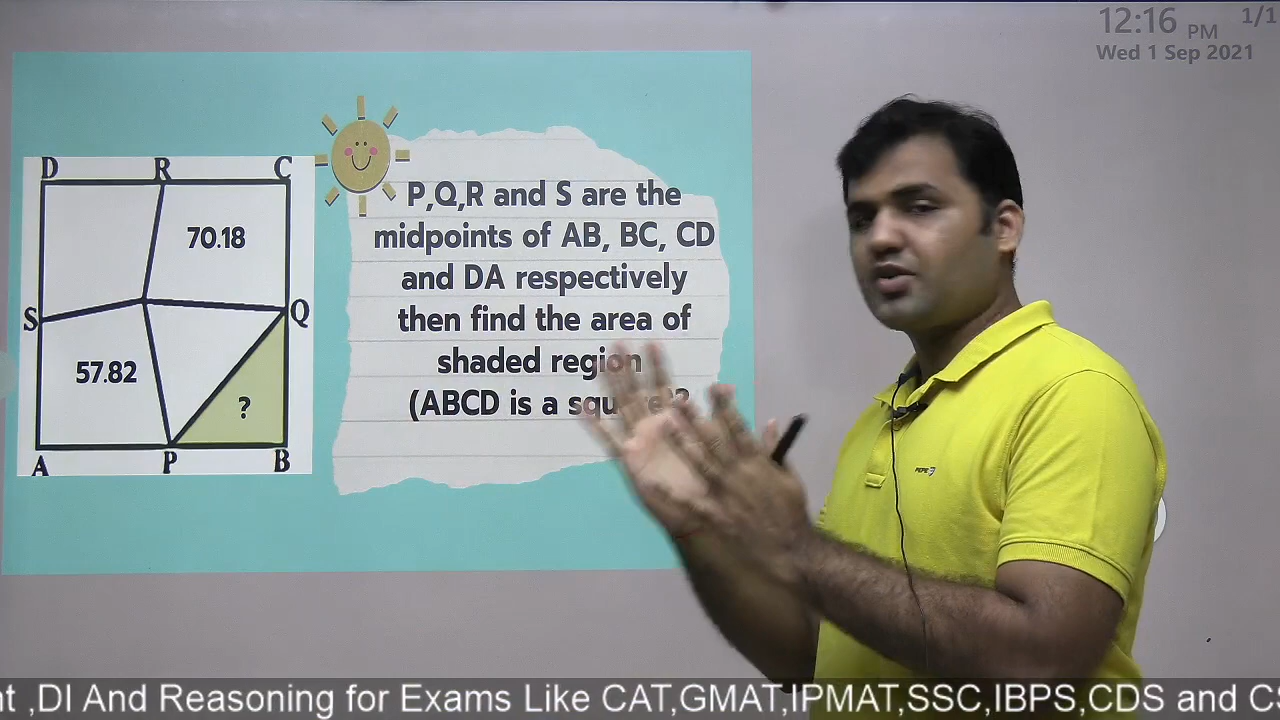 12:16 PM
1/1
Wed 1 Sep 2021
D R C
70.18
S Q
57.82
?
A P B
P,Q,R and S are the
midpoints of AB, BC, CD
and DA respectively
then find the area of
shaded region
(ABCD is a
,DI And Reasoning for Exams Like CAT,GMAT,IPMAT,SSC,IBPS,CDS and